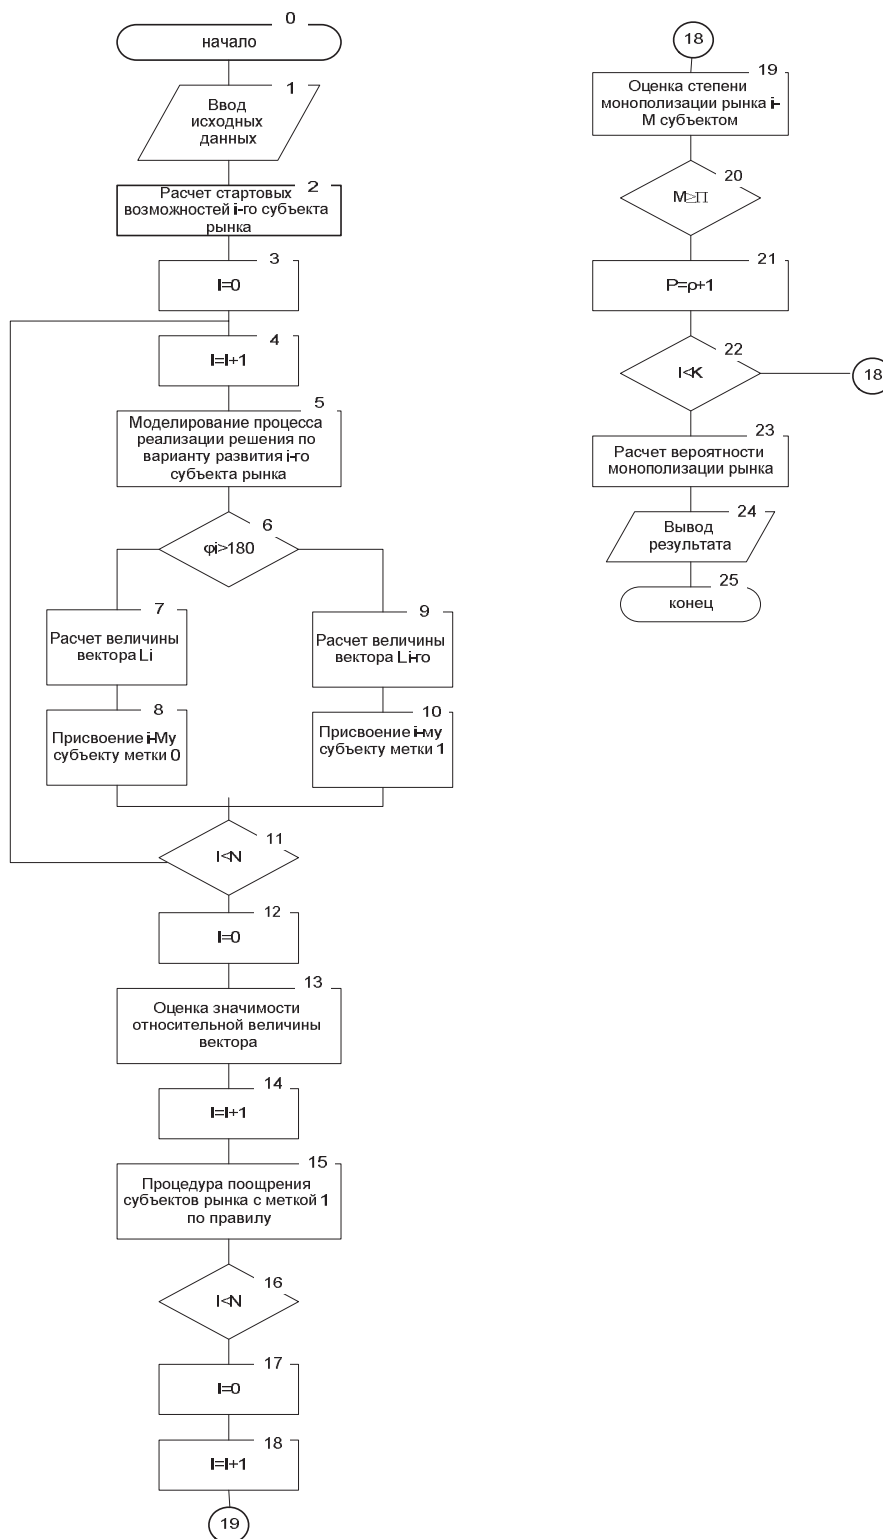 0
начало
1
Ввод
исходных
данных
2
Расчет стартовых
возможностей i-го субъекта
рынка
3
I=0
4
I=I+1
5
Моделирование процесса
реализации решения по
варианту развития i-го
субъекта рынка
6
φi>180
7
Расчет величины
вектора Li
8
Присвоение i-Му
субъекту метки 0
9
Расчет величины
вектора Li-го
10
Присвоение i-му
субъекту метки 1
11
I<N
12
I=0
13
Оценка значимости
относительной величины
вектора
14
I=I+1
15
Процедура поощрения
субъектов рынка с меткой 1
по правилу
16
I<N
17
I=0
18
I=I+1
19
18
19
Оценка степени
монополизации рынка i-
М субъектом
20
M≥П
21
P=ρ+1
22
I<K
18
23
Расчет вероятности
монополизации рынка
24
Вывод
результата
25
конец